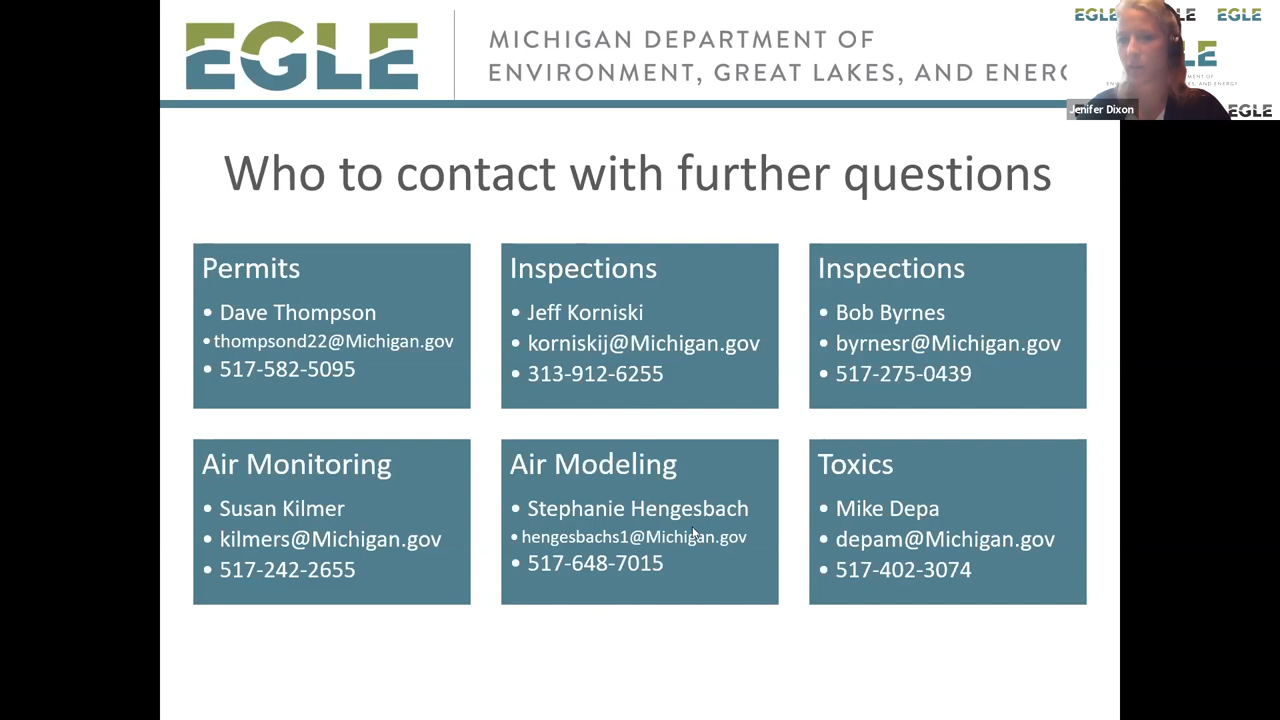 EGLE
MICHIGAN DEPARTMENT OF
ENVIRONMENT, GREAT LAKES, AND ENERG
EGLE
EGLE
Jenifer Dixon
EGLE
Who to contact with further questions
Permits
• Dave Thompson
• thompsond22@Michigan.gov
• 517-582-5095
Inspections
• Jeff Korniski
• korniskij@Michigan.gov
• 313-912-6255
Inspections
• Bob Byrnes
• byrnesr@Michigan.gov
• 517-275-0439
Air Monitoring
• Susan Kilmer
• kilmers@Michigan.gov
• 517-242-2655
Air Modeling
• Stephanie Hengesbach
• hengesbachs1@Michigan.gov
• 517-648-7015
Toxics
• Mike Depa
• depam@Michigan.gov
• 517-402-3074